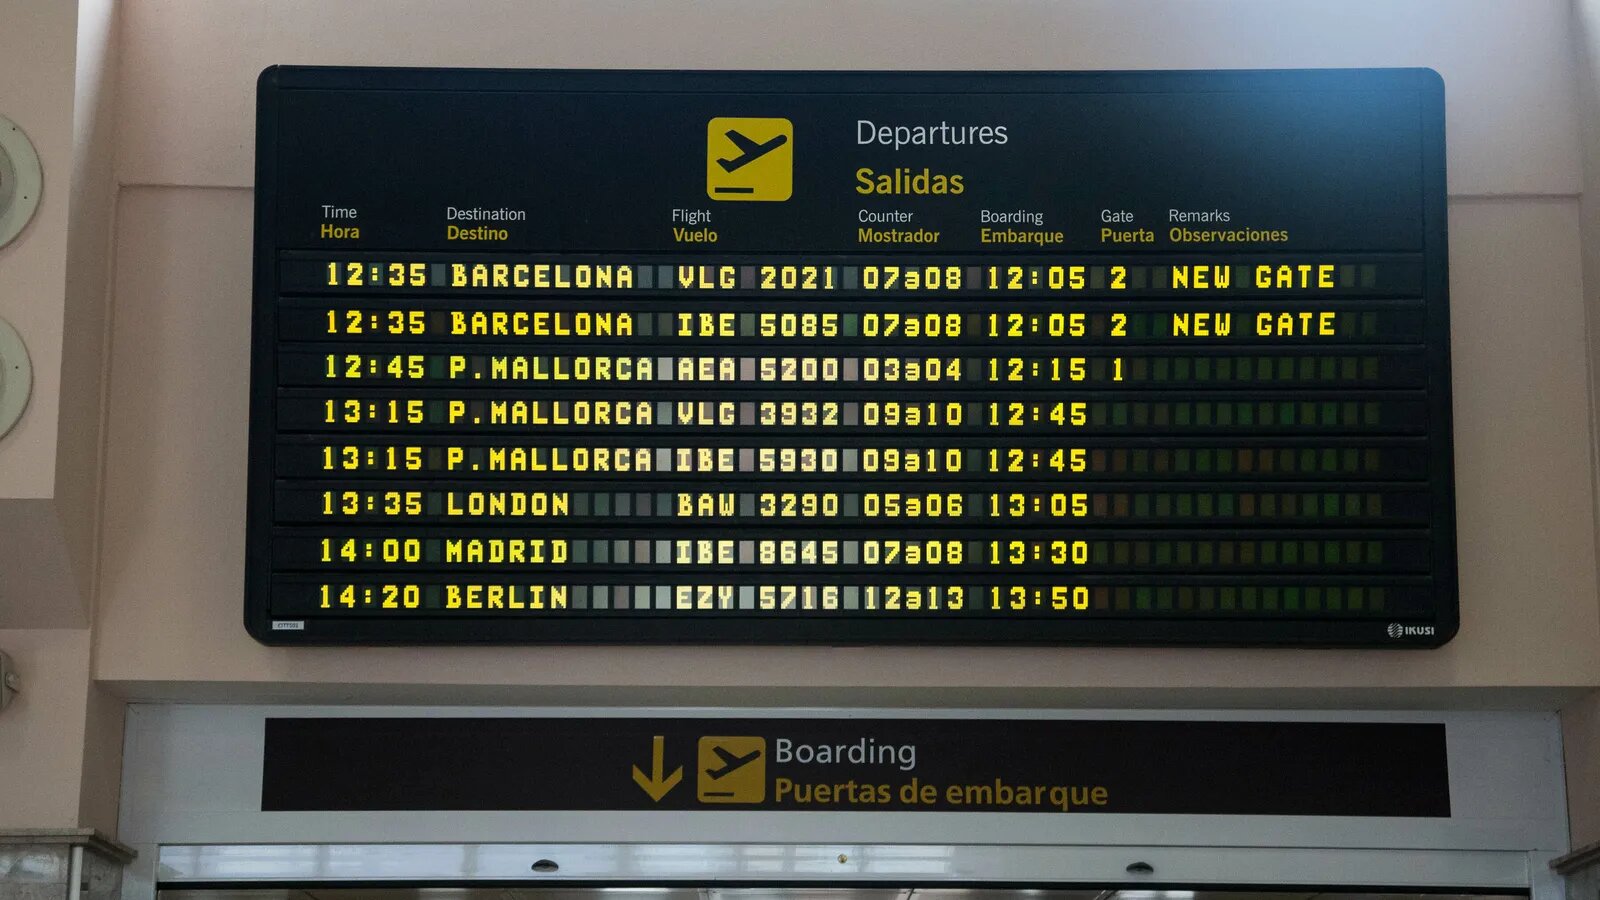 Departures
Salidas
Time Destination Flight Counter Boarding Gate Remarks
Hora Destino Vuelo Mostrador Embarque Puerta Observaciones
12:35 BARCELONA VLG 2021 07a08 12:05 2 NEW GATE
12:35 BARCELONA IBE 5085 07a08 12:05 2 NEW GATE
12:45 P.MALLORCA AEA 5200 03a04 12:15 1
13:15 P.MALLORCA VLG 3932 09a10 12:45
13:15 P.MALLORCA IBE 5930 09a10 12:45
13:35 LONDON BAW 3290 05a06 13:05
14:00 MADRID IBE 8645 07a08 13:30
14:20 BERLIN EZY 5716 12a13 13:50
IKUSI
Boarding
Puertas de embarque